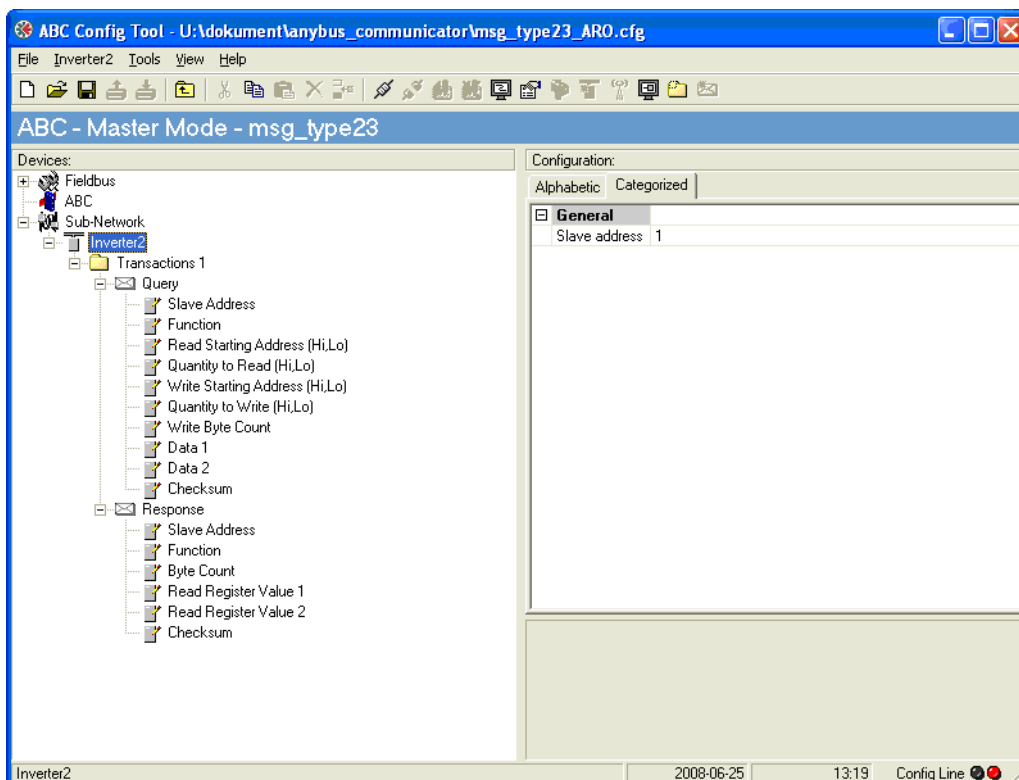 ABC Config Tool - U:\dokument\anybus_communicator\msg_type23_ARO.cfg
File Inverter2 Tools View Help
ABC - Master Mode - msg_type23
Devices:
Fieldbus
ABC
Sub-Network
Inverter2
Transactions 1
Query
Slave Address
Function
Read Starting Address (Hi,Lo)
Quantity to Read (Hi,Lo)
Write Starting Address (Hi,Lo)
Quantity to Write (Hi,Lo)
Write Byte Count
Data 1
Data 2
Checksum
Response
Slave Address
Function
Byte Count
Read Register Value 1
Read Register Value 2
Checksum
Configuration:
Alphabetic Categorized
General
Slave address 1
Inverter2 2008-06-25 13:19 Config Line